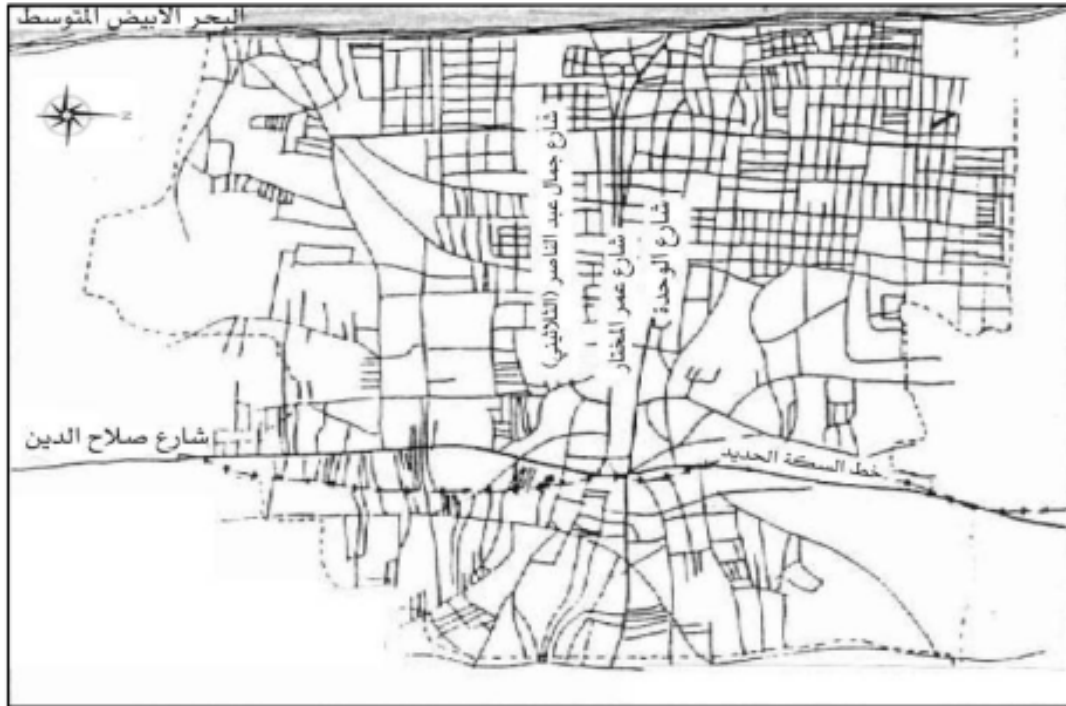 البحر الابيض المتوسط
N
شارع جمال عبد الناصر (الثلاثيني)
شارع عمر المختار
شارع الوحدة)
شارع صلاح الدين
خط السكة الحديد